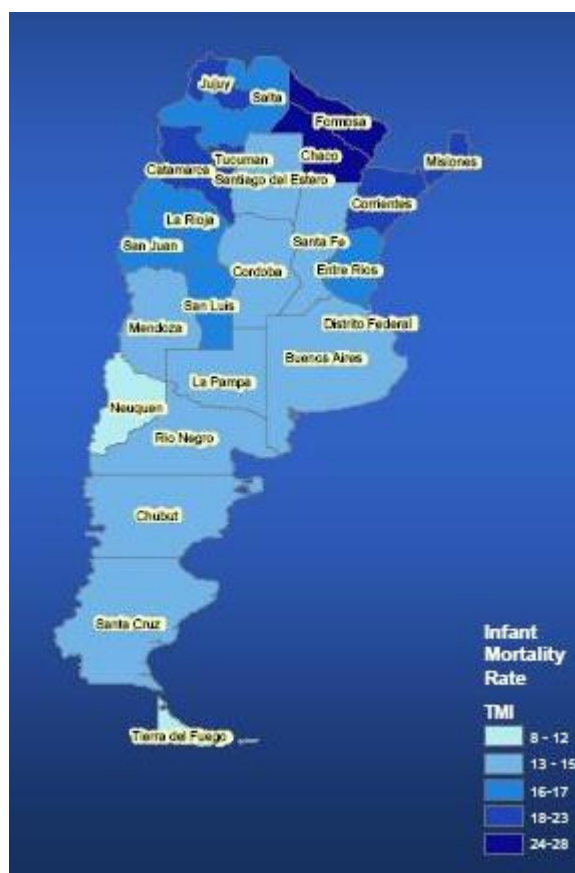 Jujuy
Salta
Formosa
Tucuman
Chaco
Misiones
Catamarca
Santiago del Estero
Corrientes
La Rioja
Santa Fe
San Juan
Cordoba
Entre Rios
San Luis
Distrito Federal
Mendoza
Buenos Aires
La Pampa
Neuquen
Rio Negro
Chubut
Santa Cruz
Tierra del Fuego
Infant
Mortality
Rate
TMI
8 - 12
13 - 15
16-17
18-23
24-28